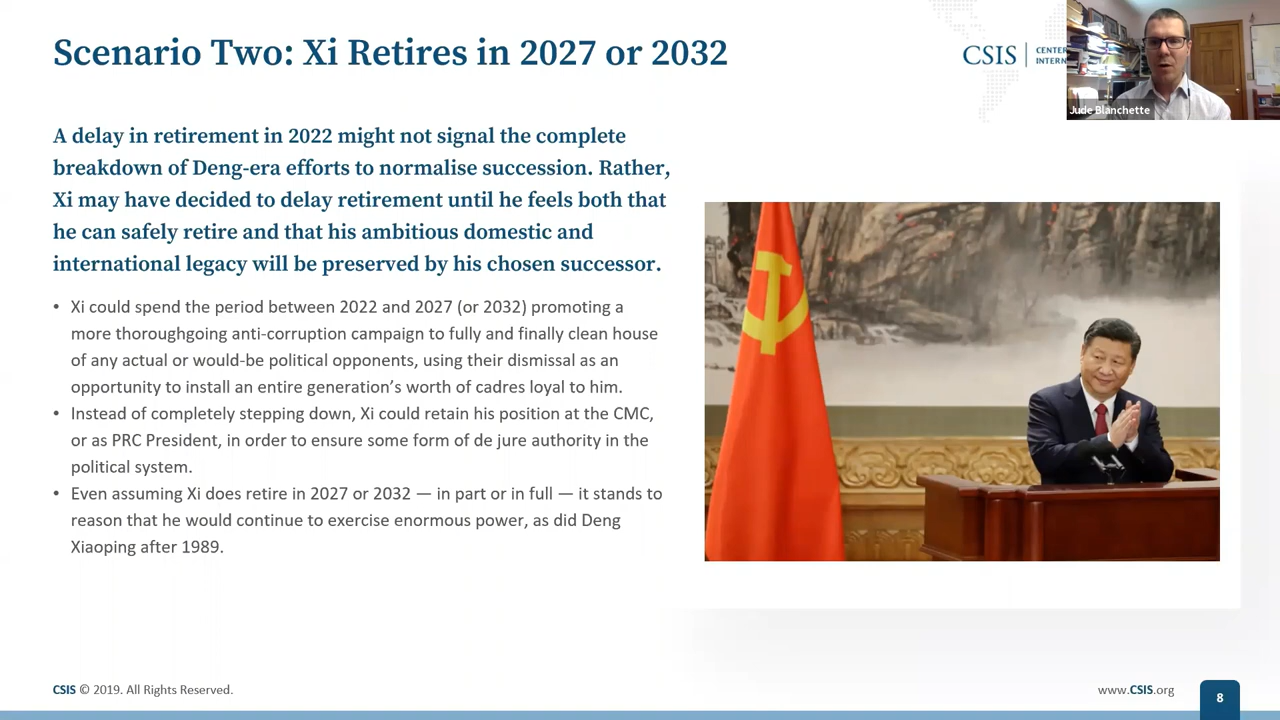 Scenario Two: Xi Retires in 2027 or 2032
CSIS
CENTER
INTERN
Jude Blanchette
A delay in retirement in 2022 might not signal the complete
breakdown of Deng-era efforts to normalise succession. Rather,
Xi may have decided to delay retirement until he feels both that
he can safely retire and that his ambitious domestic and
international legacy will be preserved by his chosen successor.
• Xi could spend the period between 2022 and 2027 (or 2032) promoting a
more thoroughgoing anti-corruption campaign to fully and finally clean house
of any actual or would-be political opponents, using their dismissal as an
opportunity to install an entire generation’s worth of cadres loyal to him.
• Instead of completely stepping down, Xi could retain his position at the CMC,
or as PRC President, in order to ensure some form of de jure authority in the
political system.
• Even assuming Xi does retire in 2027 or 2032 — in part or in full — it stands to
reason that he would continue to exercise enormous power, as did Deng
Xiaoping after 1989.
CSIS © 2019. All Rights Reserved.
www.CSIS.org
8